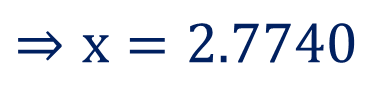 ⇒ x = 2.7740